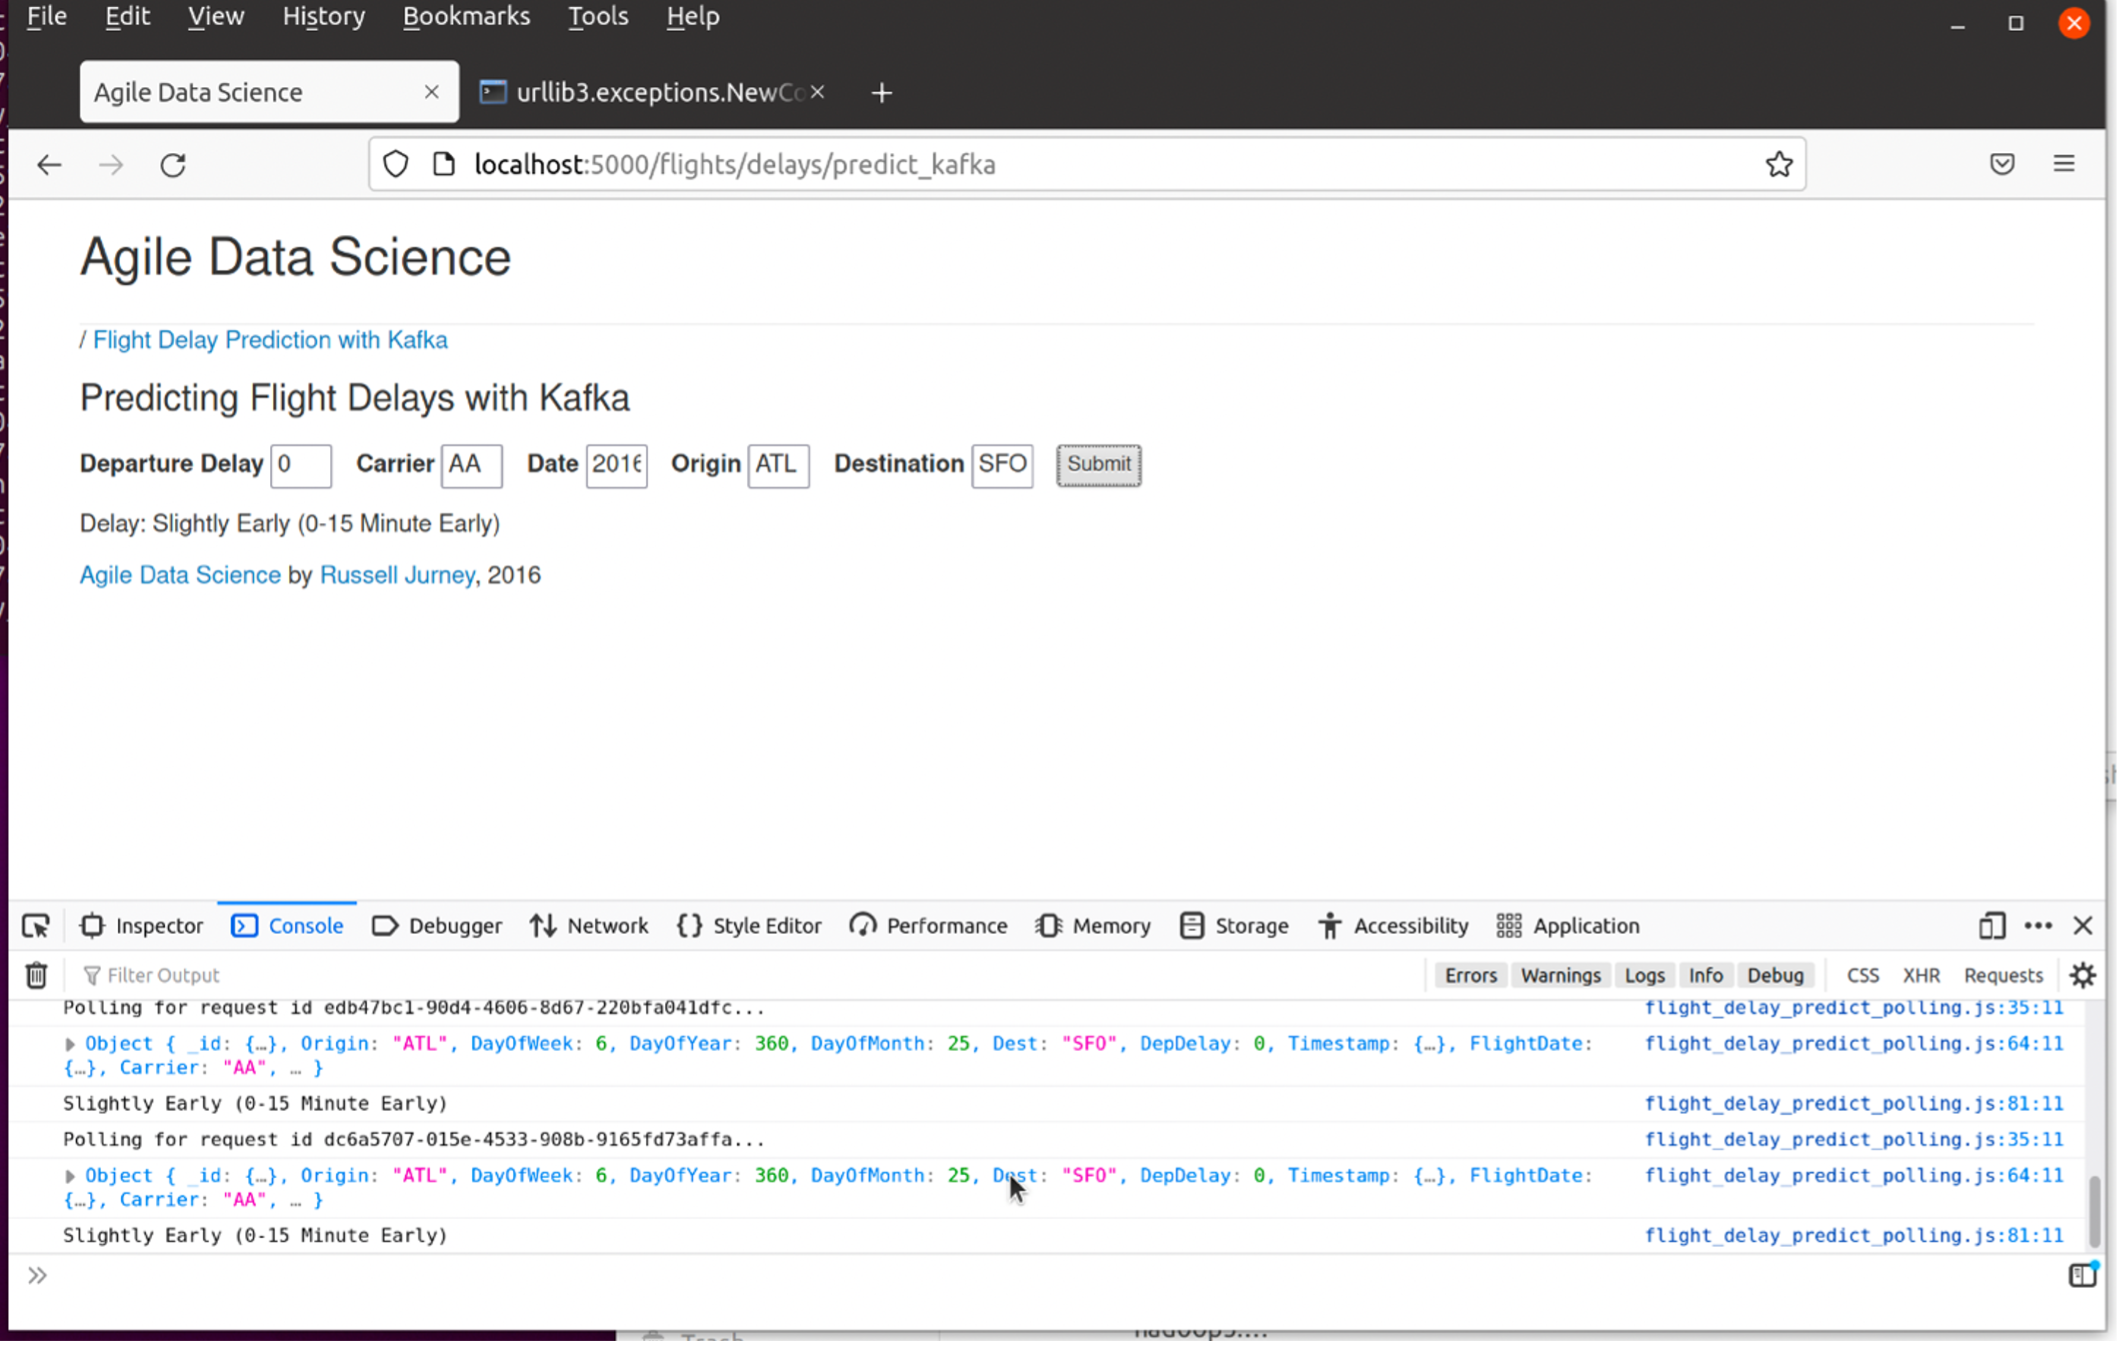 File Edit View History Bookmarks Tools Help
Agile Data Science
urllib3.exceptions.NewCo
localhost:5000/flights/delays/predict_kafka
Agile Data Science
/ Flight Delay Prediction with Kafka
Predicting Flight Delays with Kafka
Departure Delay 0 Carrier AA Date 2016 Origin ATL Destination SFO Submit
Delay: Slightly Early (0-15 Minute Early)
Agile Data Science by Russell Jurney, 2016
Inspector Console Debugger Network Style Editor Performance Memory Storage Accessibility Application
Filter Output Errors Warnings Logs Info Debug CSS XHR Requests
Polling for request id edb47bc1-90d4-4606-8d67-220bfa041dfc... flight_delay_predict_polling.js:35:11
Object { _id: {…}, Origin: "ATL", DayOfWeek: 6, DayOfYear: 360, DayOfMonth: 25, Dest: "SFO", DepDelay: 0, Timestamp: {…}, FlightDate: flight_delay_predict_polling.js:64:11
{…}, Carrier: "AA", … }
Slightly Early (0-15 Minute Early) flight_delay_predict_polling.js:81:11
Polling for request id dc6a5707-015e-4533-908b-9165fd73affa... flight_delay_predict_polling.js:35:11
Object { _id: {…}, Origin: "ATL", DayOfWeek: 6, DayOfYear: 360, DayOfMonth: 25, Dest: "SFO", DepDelay: 0, Timestamp: {…}, FlightDate: flight_delay_predict_polling.js:64:11
{…}, Carrier: "AA", … }
Slightly Early (0-15 Minute Early) flight_delay_predict_polling.js:81:11